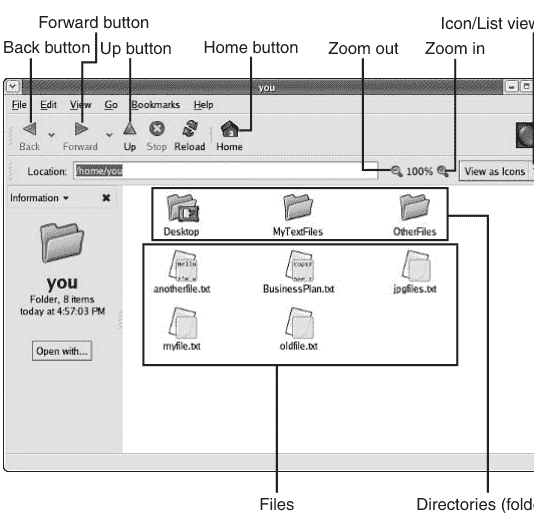 Forward button
Icon/List view
Back button Up button Home button Zoom out Zoom in
you
File Edit View Go Bookmarks Help
Back Forward Up Stop Reload Home
Location: /home/you 100% View as Icons
Information
Desktop MyTextFiles OtherFiles
you
Folder, 8 items
today at 4:57:03 PM
Open with...
anotherfile.txt BusinessPlan.txt jpgfiles.txt
myfile.txt oldfile.txt
Files Directories